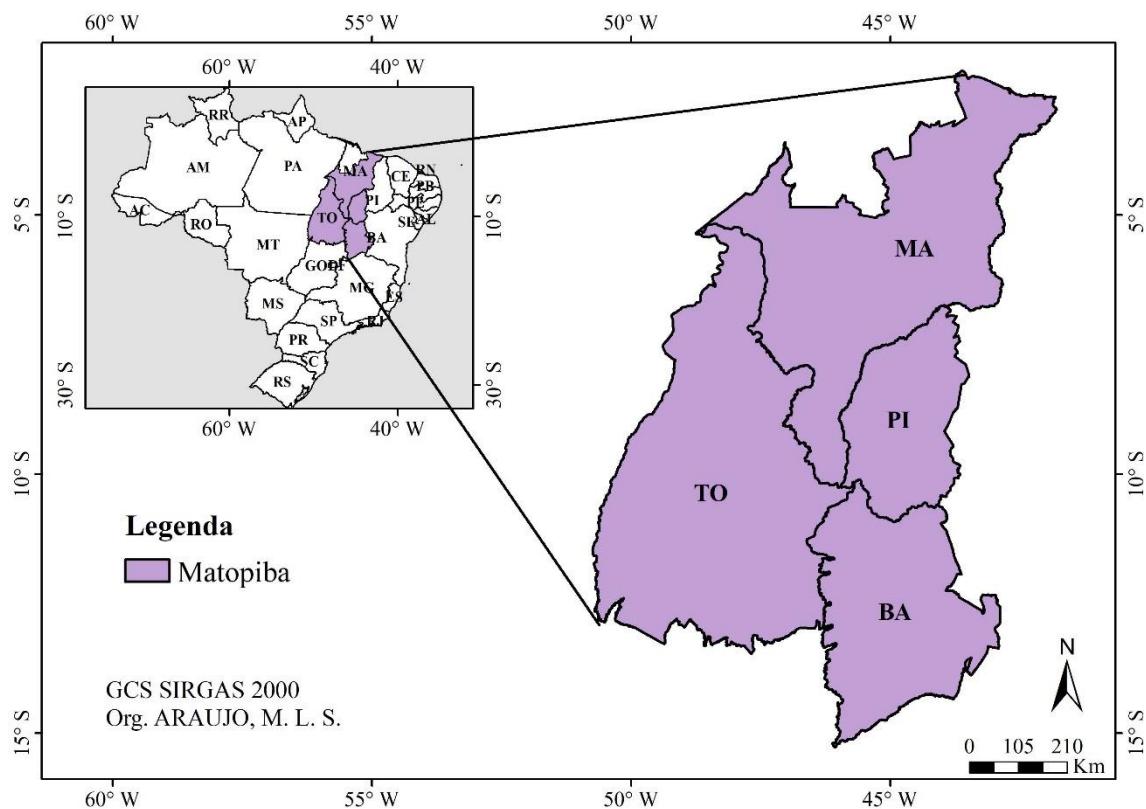 60° W 55° W 50° W 45° W
60° W 40° W
RR AP
AM PA MA CE RN
PB
PI PE
AC TO AL
RO SE
BA
MT
GO DF
MG
MS ES
SP RJ
PR
SC
RS
60° W 40° W
10° S
30° S
10° S
30° S
5° S
10° S
15° S
MA
PI
TO
BA
Legenda
Matopiba
GCS SIRGAS 2000
Org. ARAUJO, M. L. S.
N
0 105 210
Km
5° S
10° S
15° S
60° W 55° W 50° W 45° W